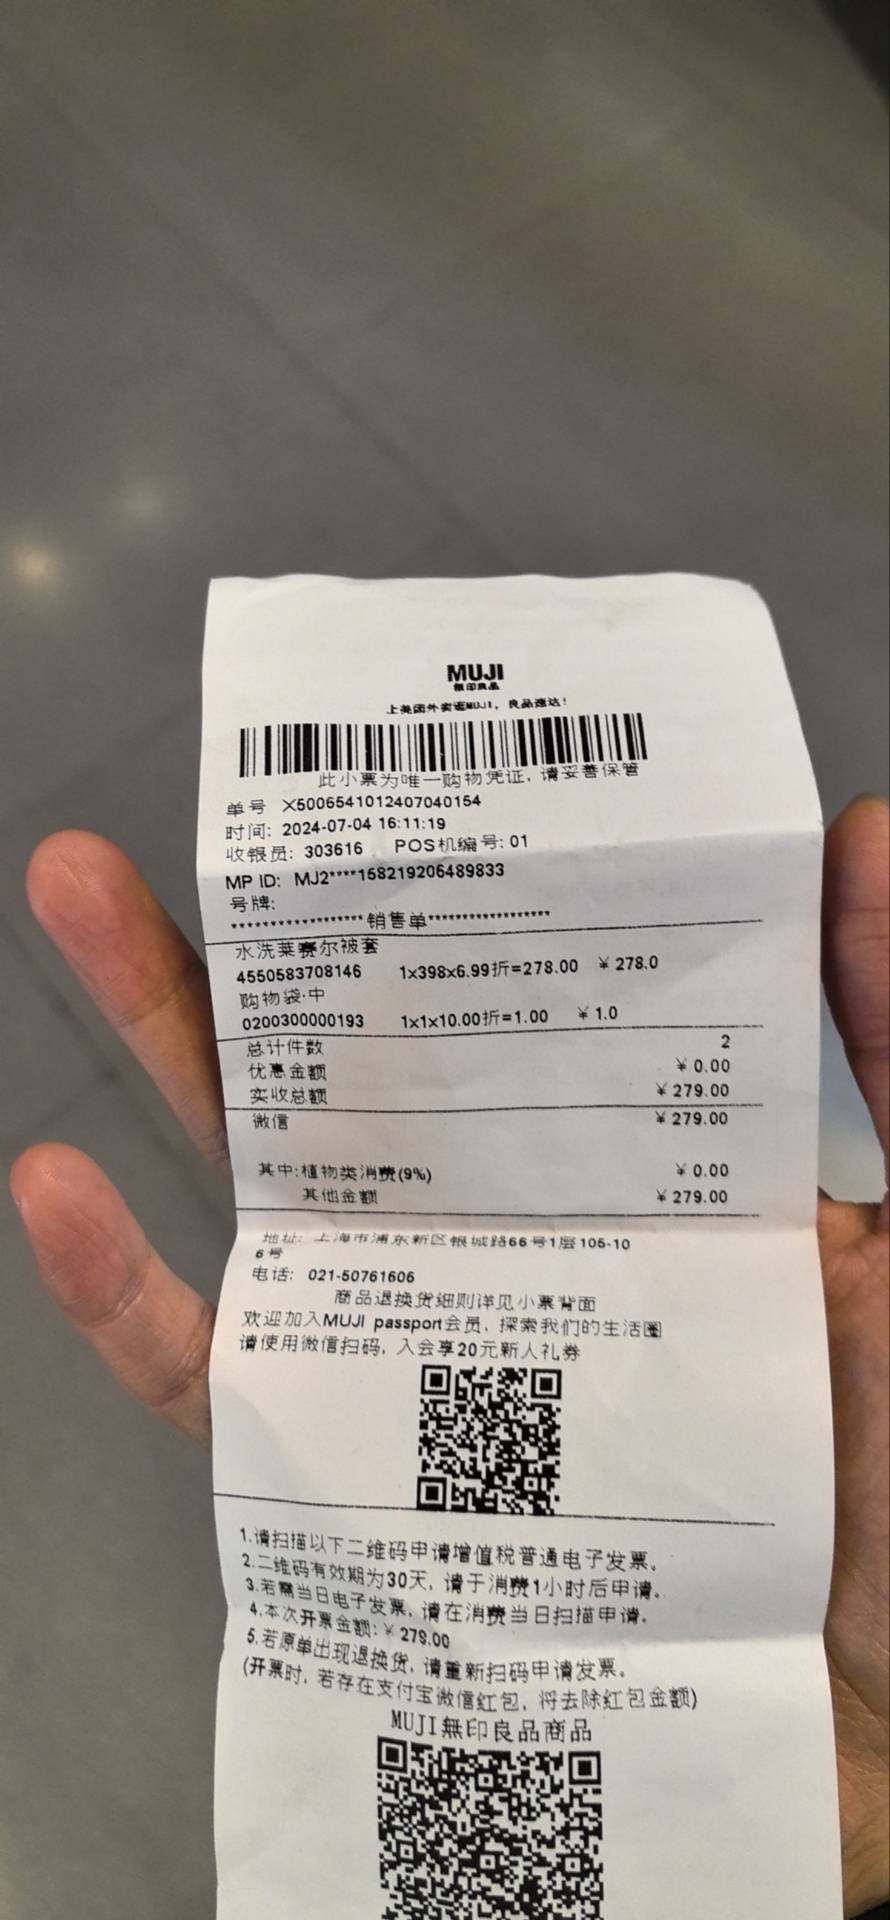 MUJI
無印良品
上美团外卖逛MUJI，良品速达！
此小票为唯一购物凭证，请妥善保管
单号 X5006541012407040154
时间: 2024-07-04 16:11:19
收银员: 303616 POS机编号: 01
MP ID: MJ2****158219206489833
号牌:
******************销售单******************
水洗莱赛尔被套
4550583708146 1x398x6.99折=278.00 ￥278.0
购物袋·中
0200300000193 1x1x10.00折=1.00 ￥1.0
总计件数 2
优惠金额 ￥0.00
实收总额 ￥279.00
微信 ￥279.00
其中:植物类消费(9%) ￥0.00
其他金额 ￥279.00
地址: 上海市浦东新区银城路66号1层105-10
6号
电话: 021-50761606
商品退换货细则详见小票背面
欢迎加入MUJI passport会员，探索我们的生活圈
请使用微信扫码，入会享20元新人礼券
1.请扫描以下二维码申请增值税普通电子发票。
2.二维码有效期为30天，请于消费1小时后申请。
3.若需当日电子发票，请在消费当日扫描申请。
4.本次开票金额:￥279.00
5.若原单出现退换货，请重新扫码申请发票。
(开票时，若存在支付宝微信红包，将去除红包金额)
MUJI無印良品商品